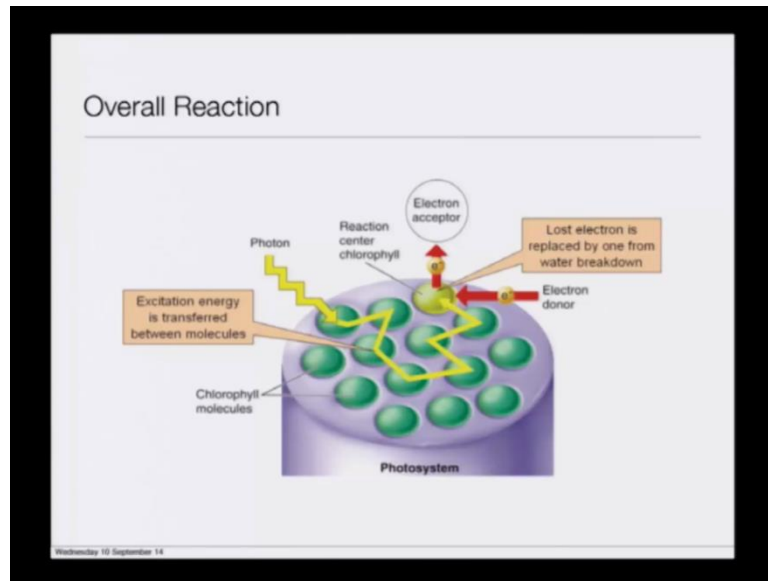 Overall Reaction
Electron
acceptor
Reaction
center
chlorophyll
Photon
Lost electron is
replaced by one from
water breakdown
Excitation energy
is transferred
between molecules
e
e
Electron
donor
Chlorophyll
molecules
Photosystem
Wednesday 10 September 14